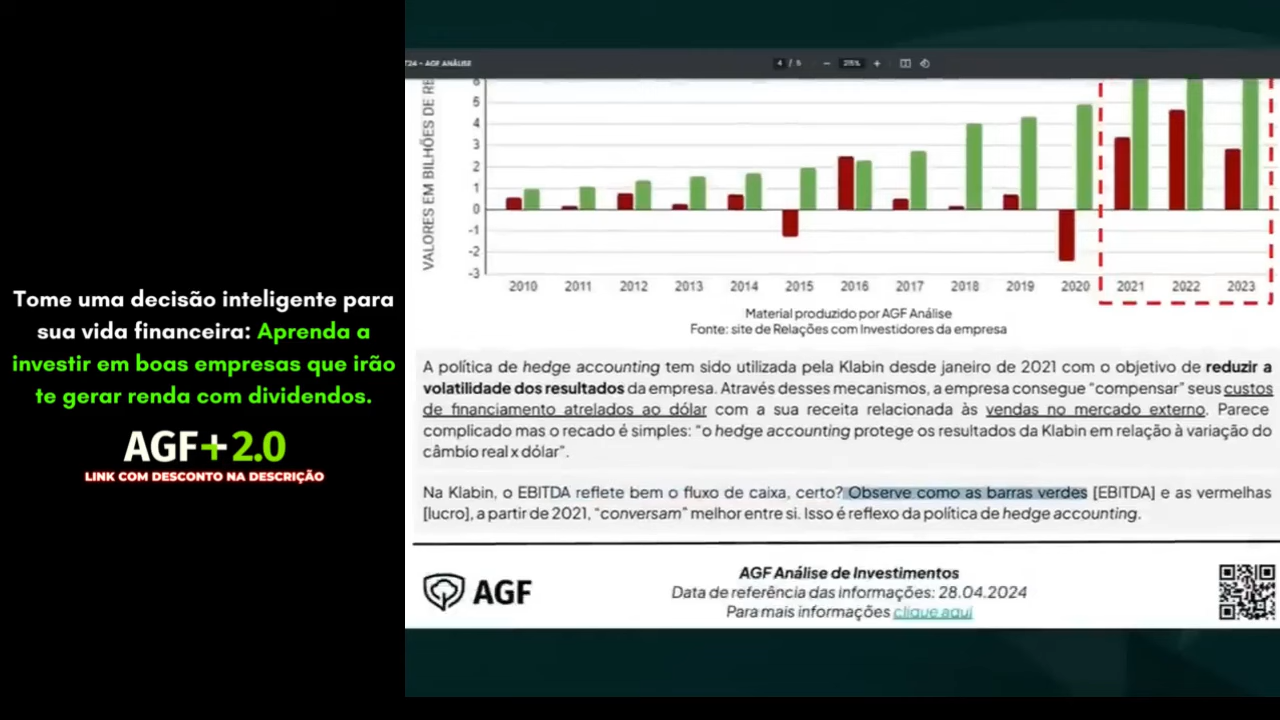 Tome uma decisão inteligente para
sua vida financeira: Aprenda a
investir em boas empresas que irão
te gerar renda com dividendos.
AGF+2.0
LINK COM DESCONTO NA DESCRIÇÃO
AGF ANÁLISE
4 / 5
VALORES EM BILHÕES DE
6
5
4
3
2
1
0
-1
-2
-3
2010 2011 2012 2013 2014 2015 2016 2017 2018 2019 2020 2021 2022 2023
Material produzido por AGF Análise
Fonte: site de Relações com Investidores da empresa
A política de hedge accounting tem sido utilizada pela Klabin desde janeiro de 2021 com o objetivo de reduzir a
volatilidade dos resultados da empresa. Através desses mecanismos, a empresa consegue “compensar” seus custos
de financiamento atrelados ao dólar com a sua receita relacionada às vendas no mercado externo. Parece
complicado mas o recado é simples: “o hedge accounting protege os resultados da Klabin em relação à variação do
câmbio real x dólar”.
Na Klabin, o EBITDA reflete bem o fluxo de caixa, certo? Observe como as barras verdes [EBITDA] e as vermelhas
[lucro], a partir de 2021, “conversam” melhor entre si. Isso é reflexo da política de hedge accounting.
AGF
AGF Análise de Investimentos
Data de referência das informações: 28.04.2024
Para mais informações clique aqui